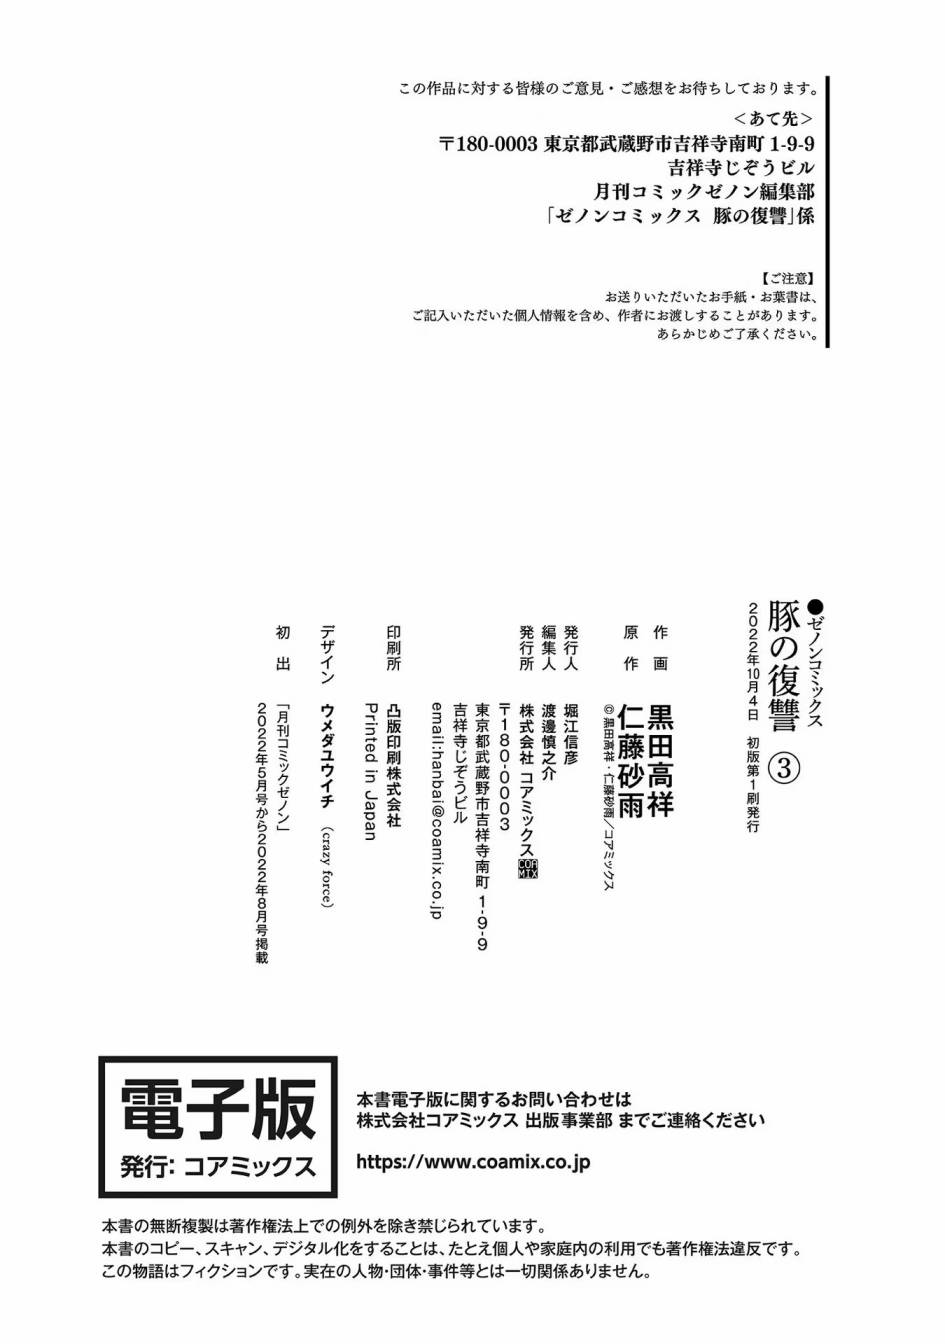 この作品に対する皆様のご意見・ご感想をお待ちしております。
＜あて先＞
〒180-0003 東京都武蔵野市吉祥寺南町 1-9-9
吉祥寺じぞうビル
月刊コミックゼノン編集部
「ゼノンコミックス 豚の復讐」係
【ご注意】
お送りいただいたお手紙・お葉書は、
ご記入いただいた個人情報を含め、作者にお渡しすることがあります。
あらかじめご了承ください。
●ゼノンコミックス
豚の復讐 ③
2022年10月4日 初版第1刷発行
作画 黒田高祥
原作 仁藤砂雨
©黒田高祥・仁藤砂雨／コアミックス
発行人 堀江信彦
編集人 渡邊慎之介
発行所 株式会社 コアミックス COAMIX
〒180-0003
東京都武蔵野市吉祥寺南町 1-9-9
吉祥寺じぞうビル
email:hanbai@coamix.co.jp
印刷所 凸版印刷株式会社
Printed in Japan
デザイン ウメダユウイチ (crazy force)
初出 「月刊コミックゼノン」
2022年5月号から2022年8月号掲載
電子版
発行: コアミックス
本書電子版に関するお問い合わせは
株式会社コアミックス 出版事業部 までご連絡ください
https://www.coamix.co.jp
本書の無断複製は著作権法上での例外を除き禁じられています。
本書のコピー、スキャン、デジタル化をすることは、たとえ個人や家庭内の利用でも著作権法違反です。
この物語はフィクションです。実在の人物・団体・事件等とは一切関係ありません。